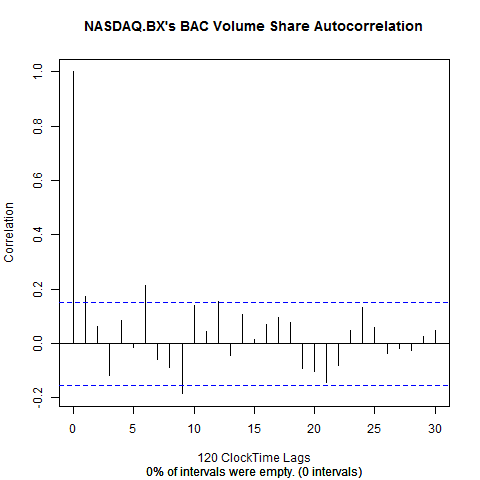 NASDAQ.BX's BAC Volume Share Autocorrelation
Correlation
1.0
0.8
0.6
0.4
0.2
0.0
-0.2
0 5 10 15 20 25 30
120 ClockTime Lags
0% of intervals were empty. (0 intervals)